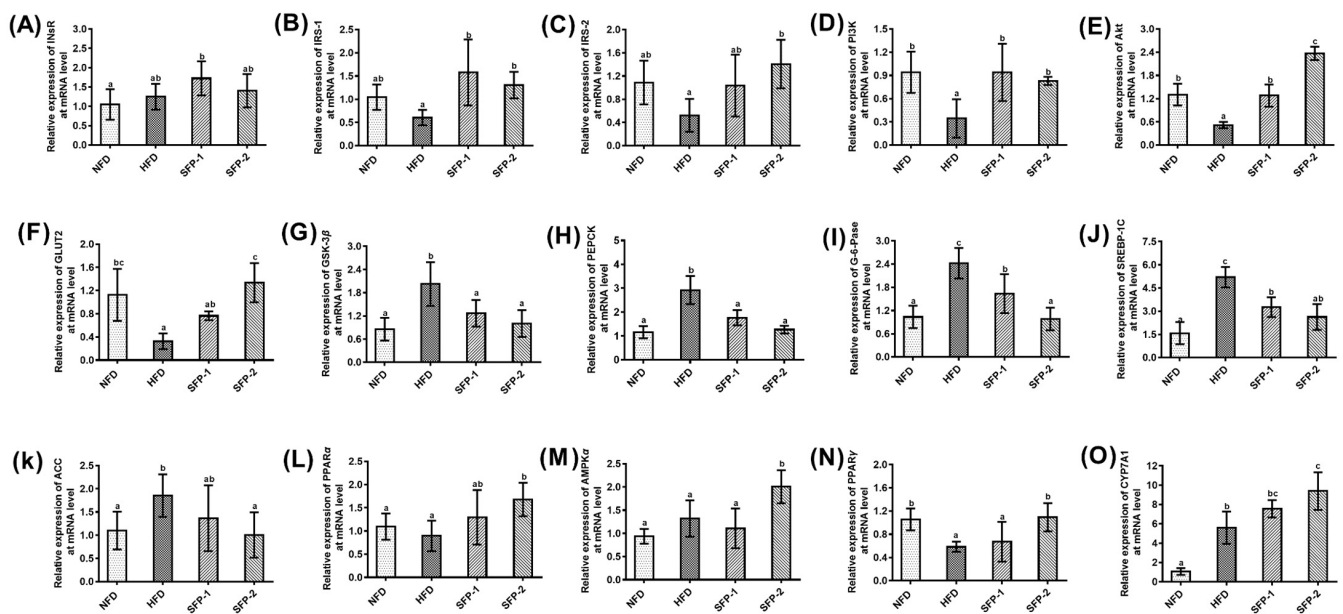 (A)
Relative expression of INsR
at mRNA level
2.5
2.0
1.5
1.0
0.5
0.0
a
ab
b
ab
NFD
HFD
SFP-1
SFP-2
(B)
Relative expression of IRS-1
at mRNA level
2.5
2.0
1.5
1.0
0.5
0.0
ab
a
b
b
NFD
HFD
SFP-1
SFP-2
(C)
Relative expression of IRS-2
at mRNA level
2.0
1.6
1.2
0.8
0.4
0.0
ab
a
ab
b
NFD
HFD
SFP-1
SFP-2
(D)
Relative expression of PI3K
at mRNA level
1.5
1.2
0.9
0.6
0.3
0.0
b
a
b
b
NFD
HFD
SFP-1
SFP-2
(E)
Relative expression of Akt
at mRNA level
3.0
2.4
1.8
1.2
0.6
0.0
b
a
b
c
NFD
HFD
SFP-1
SFP-2
(F)
Relative expression of GLUT2
at mRNA level
2.0
1.6
1.2
0.8
0.4
0.0
bc
a
ab
c
NFD
HFD
SFP-1
SFP-2
(G)
Relative expression of GSK-3β
at mRNA level
3.0
2.4
1.8
1.2
0.6
0.0
a
b
a
a
NFD
HFD
SFP-1
SFP-2
(H)
Relative expression of PEPCK
at mRNA level
5
4
3
2
1
0
a
b
a
a
NFD
HFD
SFP-1
SFP-2
(I)
Relative expression of G-6-Pase
at mRNA level
3.0
2.4
1.8
1.2
0.6
0.0
a
c
b
a
NFD
HFD
SFP-1
SFP-2
(J)
Relative expression of SREBP-1C
at mRNA level
7.5
6.0
4.5
3.0
1.5
0.0
a
c
b
ab
NFD
HFD
SFP-1
SFP-2
(k)
Relative expression of ACC
at mRNA level
2.5
2.0
1.5
1.0
0.5
0.0
a
b
ab
a
NFD
HFD
SFP-1
SFP-2
(L)
Relative expression of PPARα
at mRNA level
2.5
2.0
1.5
1.0
0.5
0.0
a
a
ab
b
NFD
HFD
SFP-1
SFP-2
(M)
Relative expression of AMPKα
at mRNA level
2.5
2.0
1.5
1.0
0.5
0.0
a
a
a
b
NFD
HFD
SFP-1
SFP-2
(N)
Relative expression of PPARγ
at mRNA level
2.0
1.6
1.2
0.8
0.4
0.0
b
a
a
b
NFD
HFD
SFP-1
SFP-2
(O)
Relative expression of CYP7A1
at mRNA level
12
10
8
6
4
2
0
a
b
bc
c
NFD
HFD
SFP-1
SFP-2